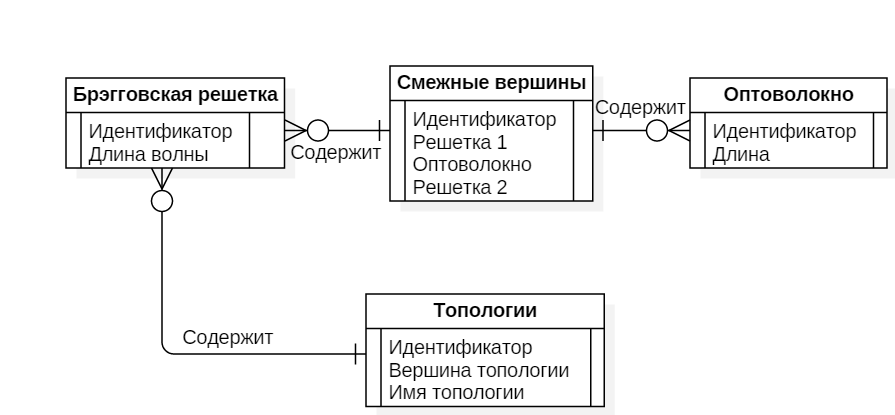 Брэгговская решетка
Идентификатор
Длина волны
Содержит
Смежные вершины
Идентификатор
Решетка 1
Оптоволокно
Решетка 2
Содержит
Оптоволокно
Идентификатор
Длина
Содержит
Топологии
Идентификатор
Вершина топологии
Имя топологии